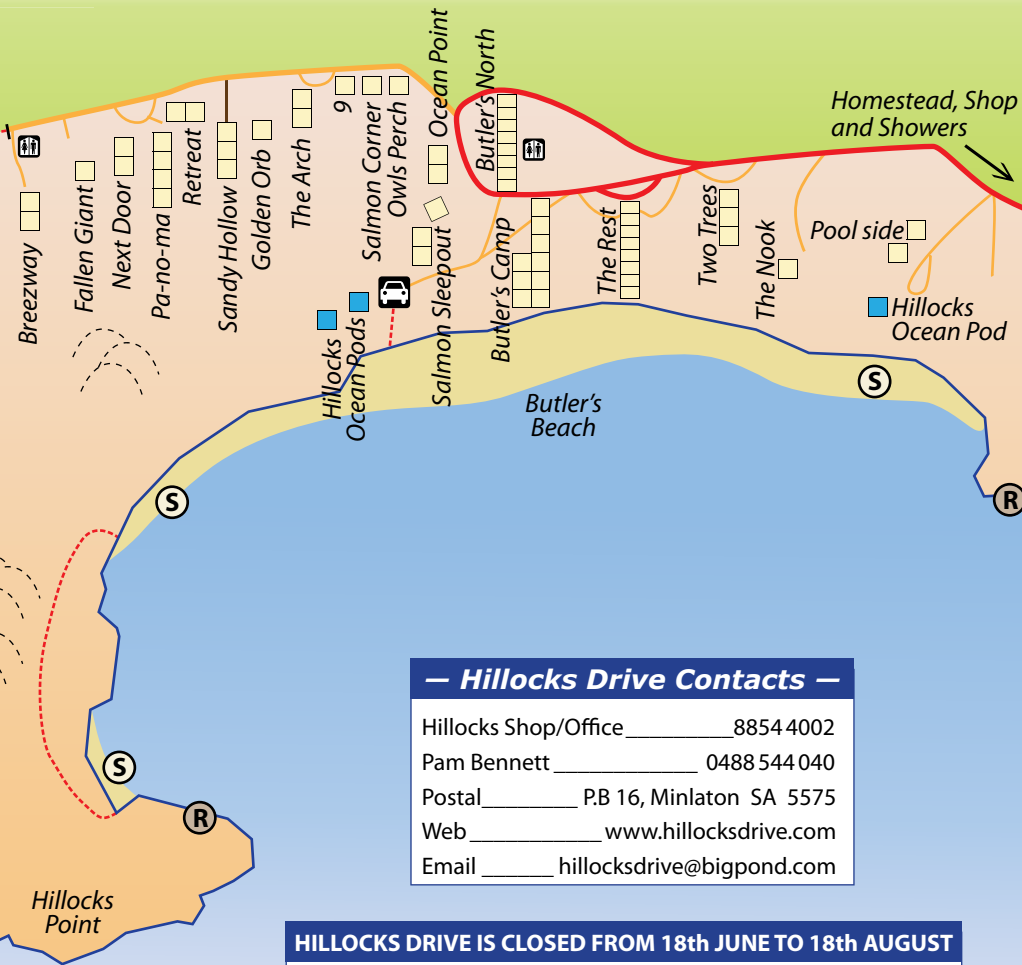 Breezway
Fallen Giant
Next Door
Pa-no-ma
Retreat
Sandy Hollow
Golden Orb
The Arch
9
Salmon Corner
Owls Perch
Ocean Point
Salmon Sleepout
Butler's North
Butler's Camp
The Rest
Two Trees
The Nook
Pool side
Homestead, Shop
and Showers
Hillocks
Ocean Pods
Hillocks
Ocean Pod
Butler's
Beach
S
S
R
S
R
Hillocks
Point
— Hillocks Drive Contacts —
Hillocks Shop/Office_________8854 4002
Pam Bennett ____________ 0488 544 040
Postal________ P.B 16, Minlaton SA 5575
Web___________ www.hillocksdrive.com
Email ______ hillocksdrive@bigpond.com
HILLOCKS DRIVE IS CLOSED FROM 18th JUNE TO 18th AUGUST